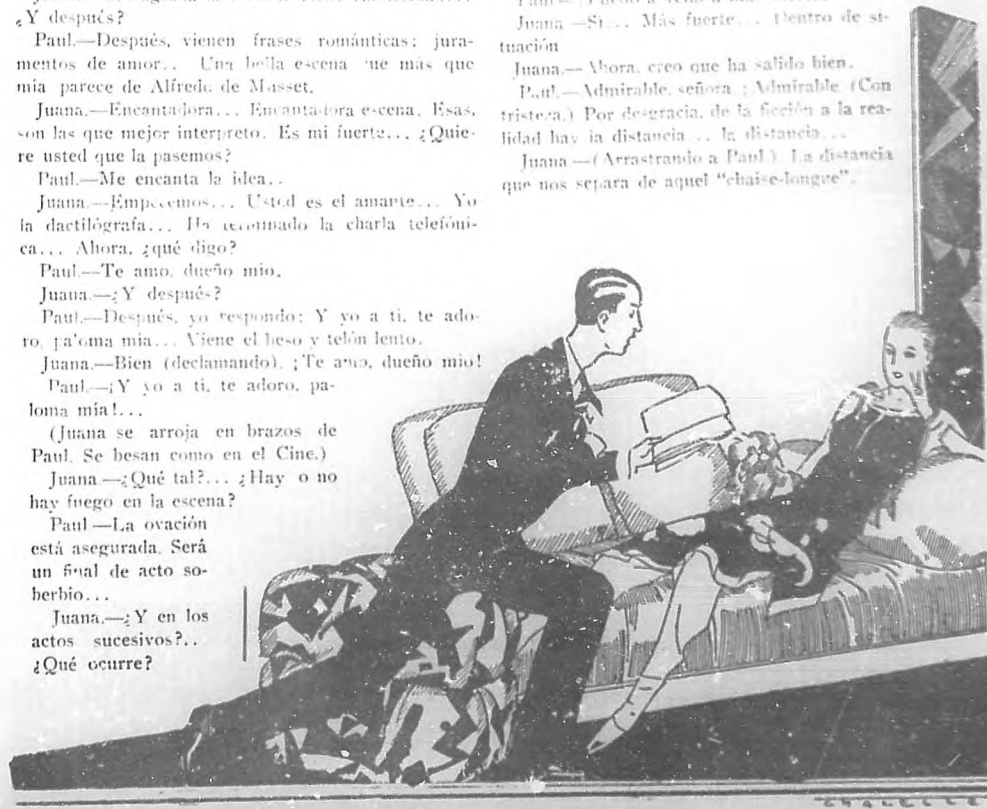 ¿Y después?
Paul.—Después, vienen frases románticas; jura-
mentos de amor.. Una bella escena que más que
mía parece de Alfredo de Musset.
Juana.—Encantadora... Encantadora escena. Esas,
son las que mejor interpreto. Es mi fuerte... ¿Quie-
re usted que la pasemos?
Paul.—Me encanta la idea..
Juana.—Empecemos... Usted es el amante... Yo
la dactilógrafa... Ha terminado la charla telefóni-
ca... Ahora, ¿qué digo?
Paul.—Te amo, dueño mio.
Juana.—¿Y después?
Paul.—Después, yo respondo: Y yo a ti, te ado-
ro, paloma mia... Viene el beso y telón lento.
Juana.—Bien (declamando). ¡Te amo, dueño mio!
Paul.—¡Y yo a ti, te adoro, pa-
loma mía!...
(Juana se arroja en brazos de
Paul. Se besan como en el Cine.)
Juana.—¿Qué tal?... ¿Hay o no
hay fuego en la escena?
Paul.—La ovación
está asegurada. Será
un final de acto so-
berbio...
Juana.—¿Y en los
actos sucesivos?..
¿Qué ocurre?
Juana.—Si... Más fuerte... Dentro de si-
tuación
Juana.—Ahora, creo que ha salido bien.
Paul.—Admirable, señora. ¡Admirable. (Con
tristeza.) Por desgracia, de la ficción a la rea-
lidad hay la distancia... la distancia...
Juana.—(Arrastrando a Paul.) La distancia
que nos separa de aquel "chaise-longue".